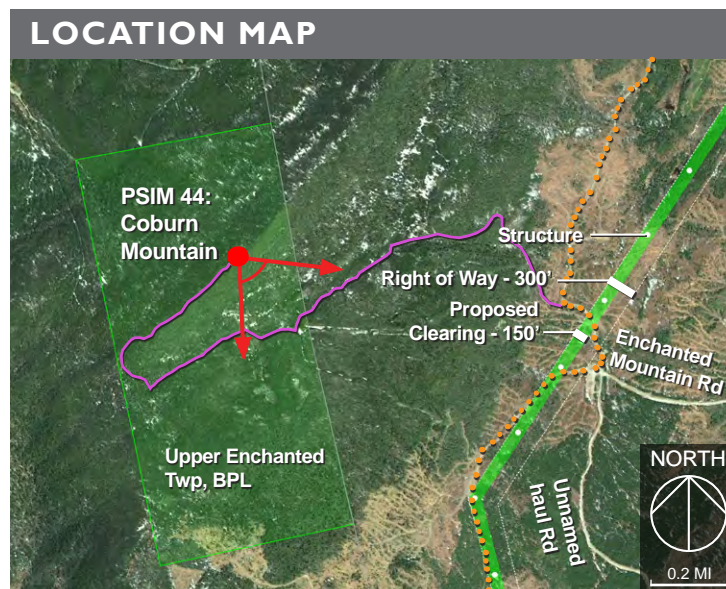 LOCATION MAP
PSIM 44:
Coburn
Mountain
Structure
Right of Way - 300’
Proposed
Clearing - 150’
Enchanted
Mountain Rd
Upper Enchanted
Twp, BPL
Unnamed
haul Rd
NORTH
0.2 MI